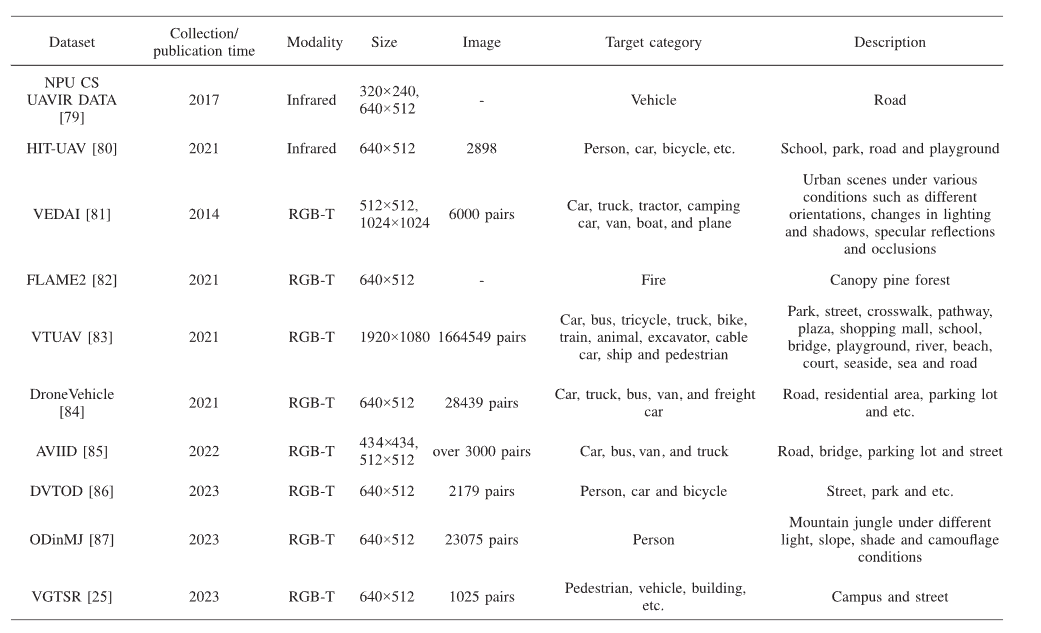 Dataset Collection/ publication time Modality Size Image Target category Description
NPU CS
UAVIR DATA
[79]
2017
Infrared
320×240,
640×512
-
Vehicle
Road
HIT-UAV [80]
2021
Infrared
640×512
2898
Person, car, bicycle, etc.
School, park, road and playground
VEDAI [81]
2014
RGB-T
512×512,
1024×1024
6000 pairs
Car, truck, tractor, camping
car, van, boat, and plane
Urban scenes under various
conditions such as different
orientations, changes in lighting
and shadows, specular reflections
and occlusions
FLAME2 [82]
2021
RGB-T
640×512
-
Fire
Canopy pine forest
VTUAV [83]
2021
RGB-T
1920×1080
1664549 pairs
Car, bus, tricycle, truck, bike,
train, animal, excavator, cable
car, ship and pedestrian
Park, street, crosswalk, pathway,
plaza, shopping mall, school,
bridge, playground, river, beach,
court, seaside, sea and road
DroneVehicle
[84]
2021
RGB-T
640×512
28439 pairs
Car, truck, bus, van, and freight
car
Road, residential area, parking lot
and etc.
AVIID [85]
2022
RGB-T
434×434,
512×512
over 3000 pairs
Car, bus, van, and truck
Road, bridge, parking lot and street
DVTOD [86]
2023
RGB-T
640×512
2179 pairs
Person, car and bicycle
Street, park and etc.
ODinMJ [87]
2023
RGB-T
640×512
23075 pairs
Person
Mountain jungle under different
light, slope, shade and camouflage
conditions
VGTSR [25]
2023
RGB-T
640×512
1025 pairs
Pedestrian, vehicle, building,
etc.
Campus and street